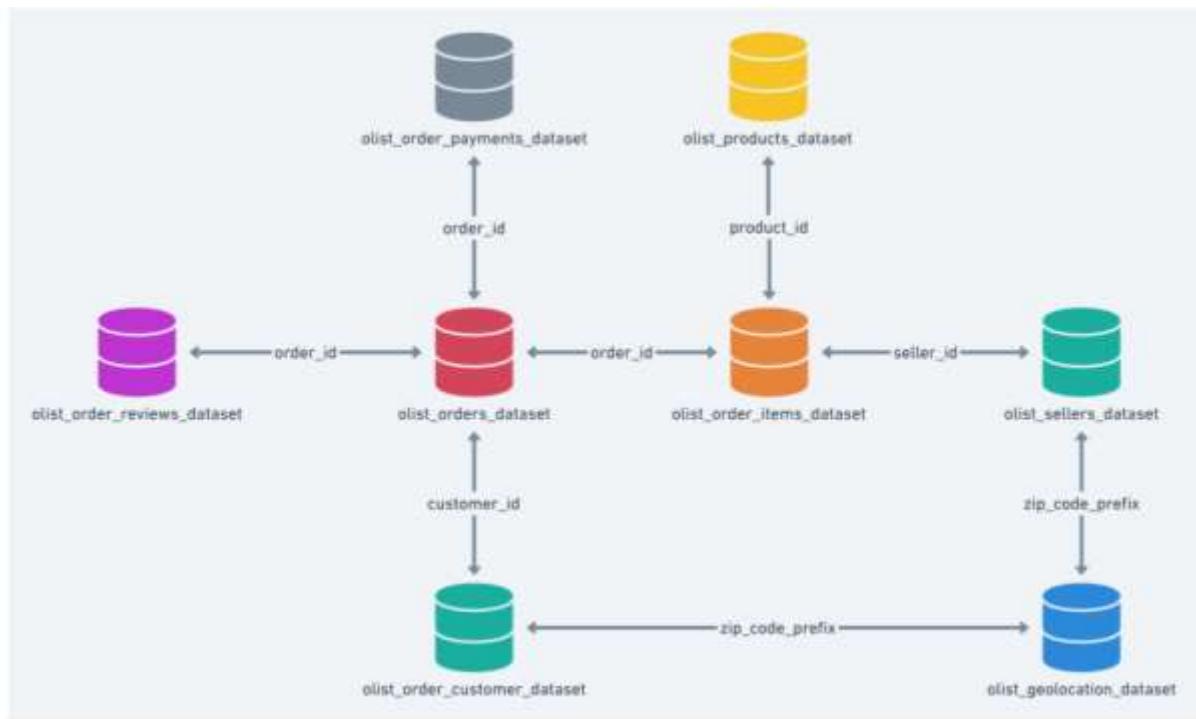 olist_order_payments_dataset
olist_products_dataset
order_id
product_id
order_id
order_id
seller_id
olist_order_reviews_dataset
olist_orders_dataset
olist_order_items_dataset
olist_sellers_dataset
customer_id
zip_code_prefix
zip_code_prefix
olist_order_customer_dataset
olist_geolocation_dataset